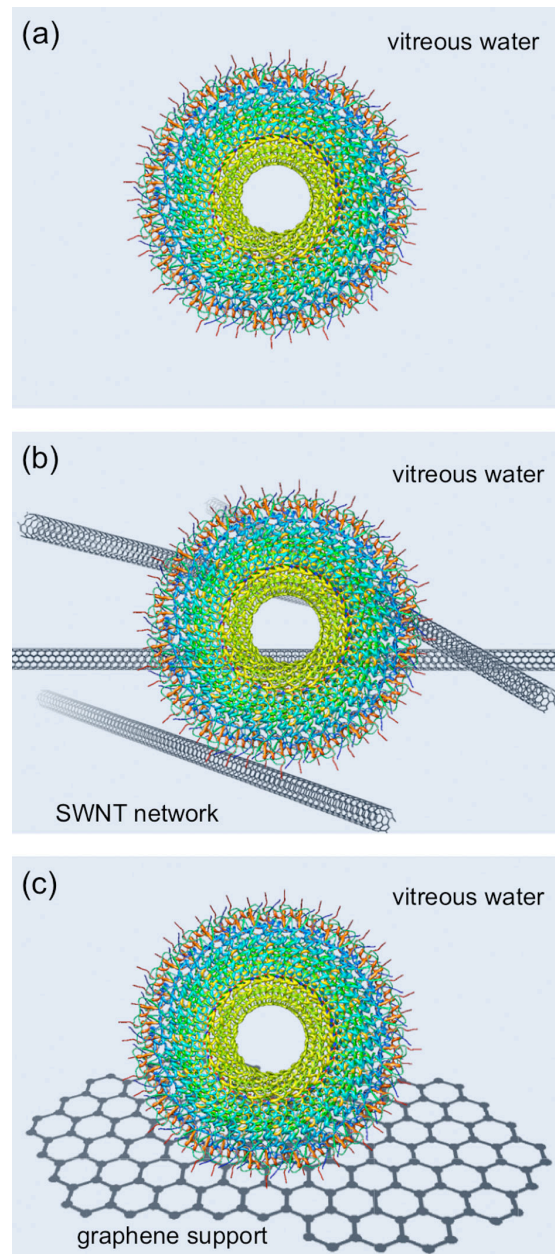 (a)
vitreous water
(b)
vitreous water
SWNT network
(c)
vitreous water
graphene support